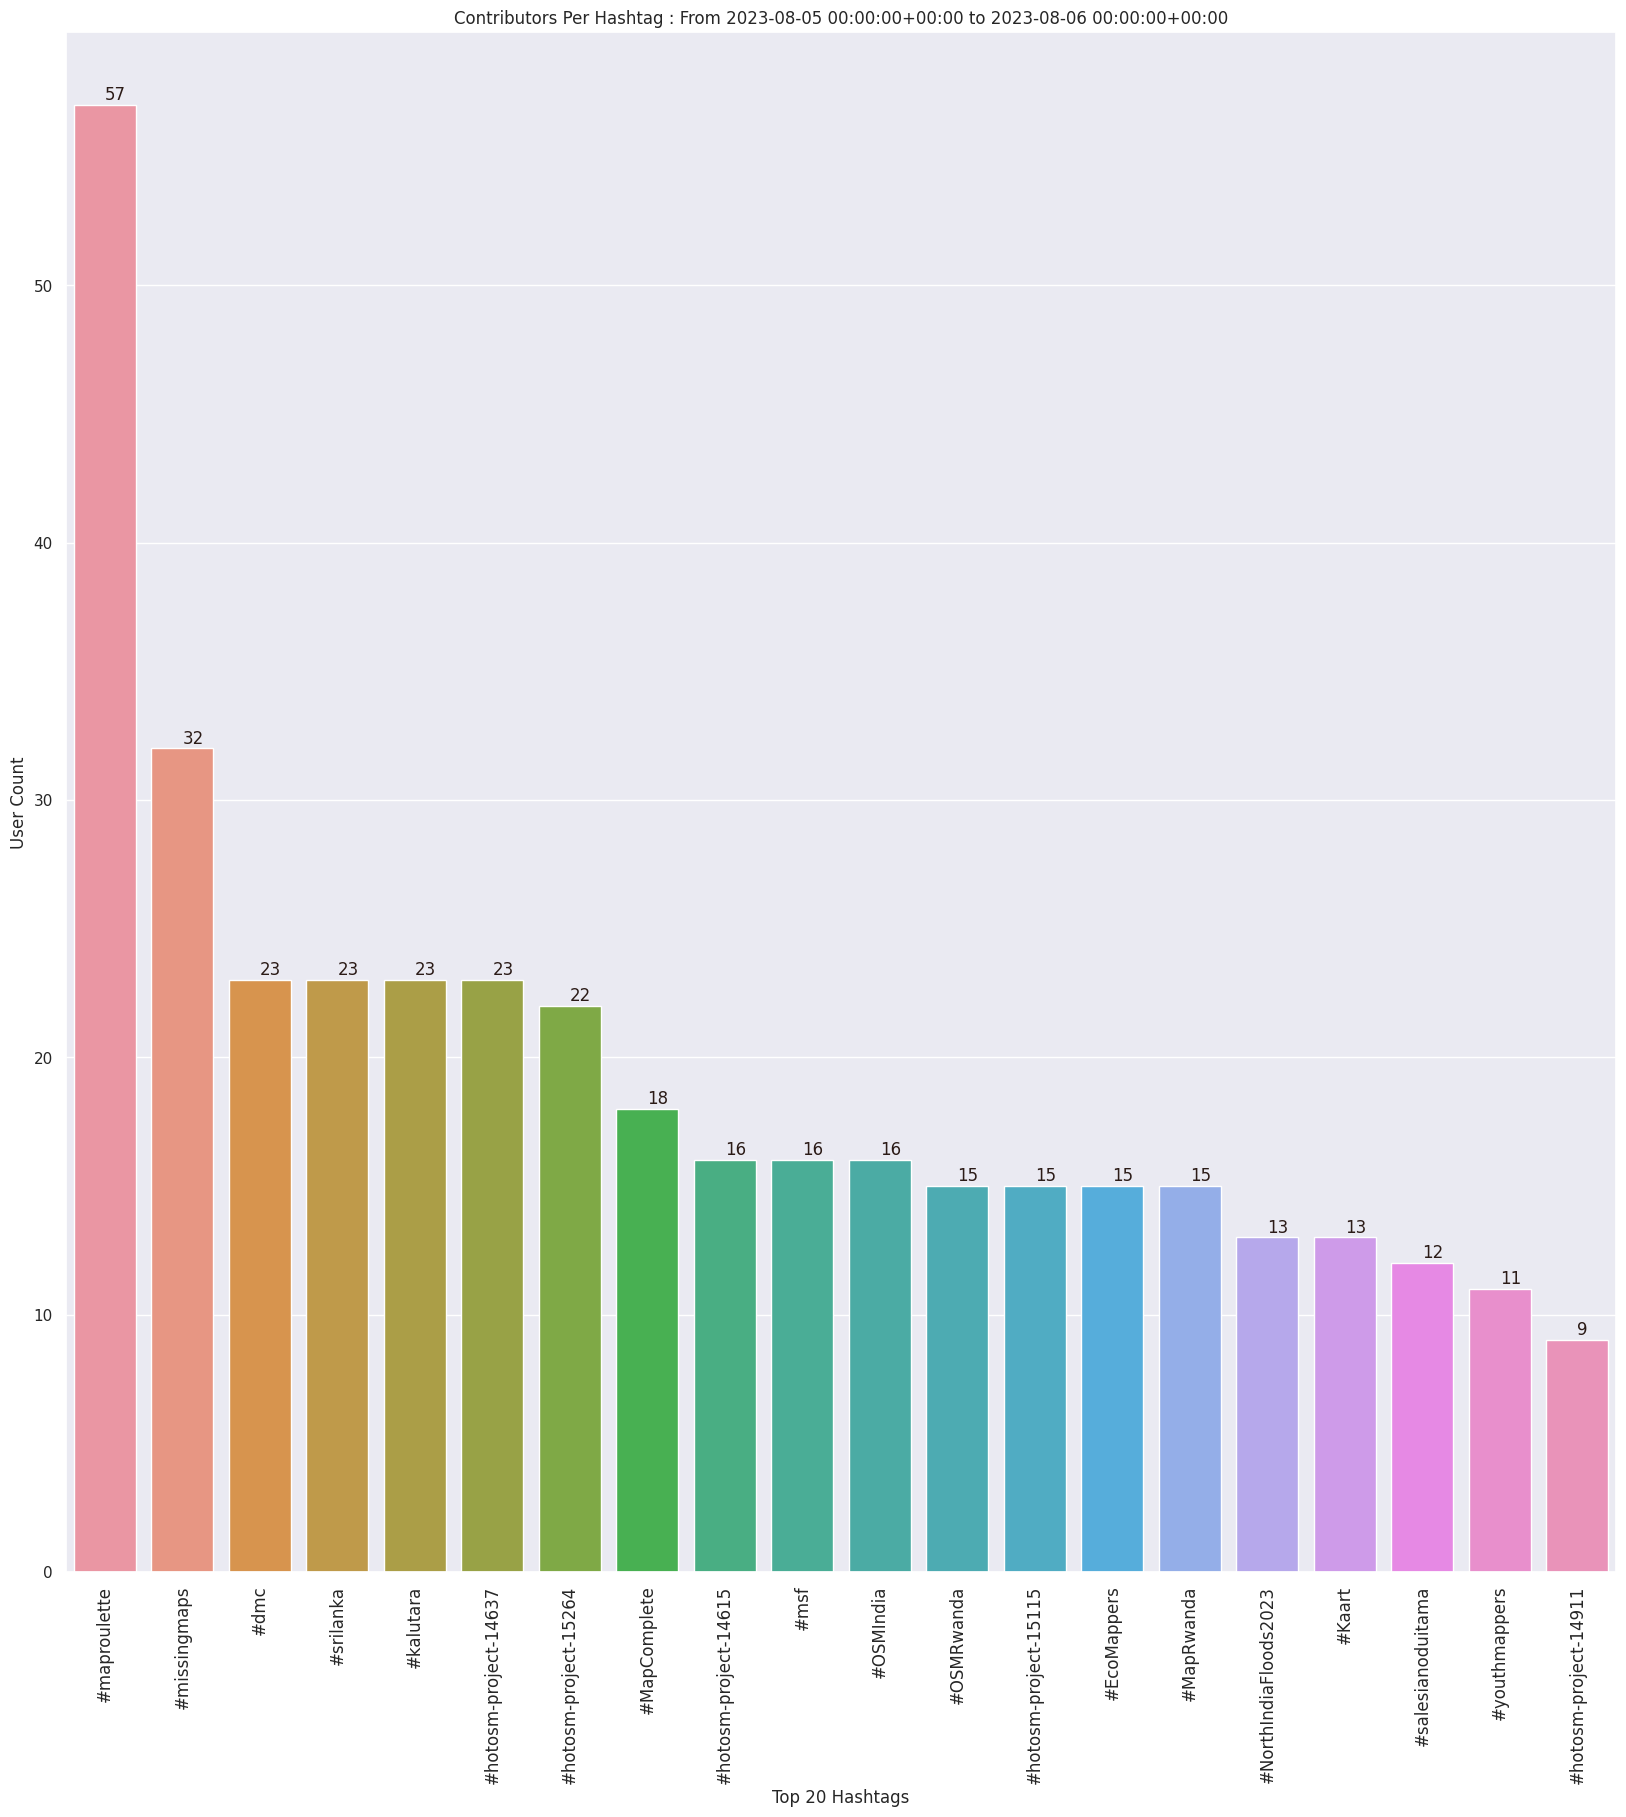 Contributors Per Hashtag : From 2023-08-05 00:00:00+00:00 to 2023-08-06 00:00:00+00:00
User Count
50
40
30
20
10
0
57
32
23
23
23
23
22
18
16
16
16
15
15
15
15
13
13
12
11
9
#maproulette
#missingmaps
#dmc
#srilanka
#kalutara
#hotosm-project-14637
#hotosm-project-15264
#MapComplete
#hotosm-project-14615
#msf
#OSMIndia
#OSMRwanda
#hotosm-project-15115
#EcoMappers
#MapRwanda
#NorthIndiaFloods2023
#Kaart
#salesianoduitama
#youthmappers
#hotosm-project-14911
Top 20 Hashtags